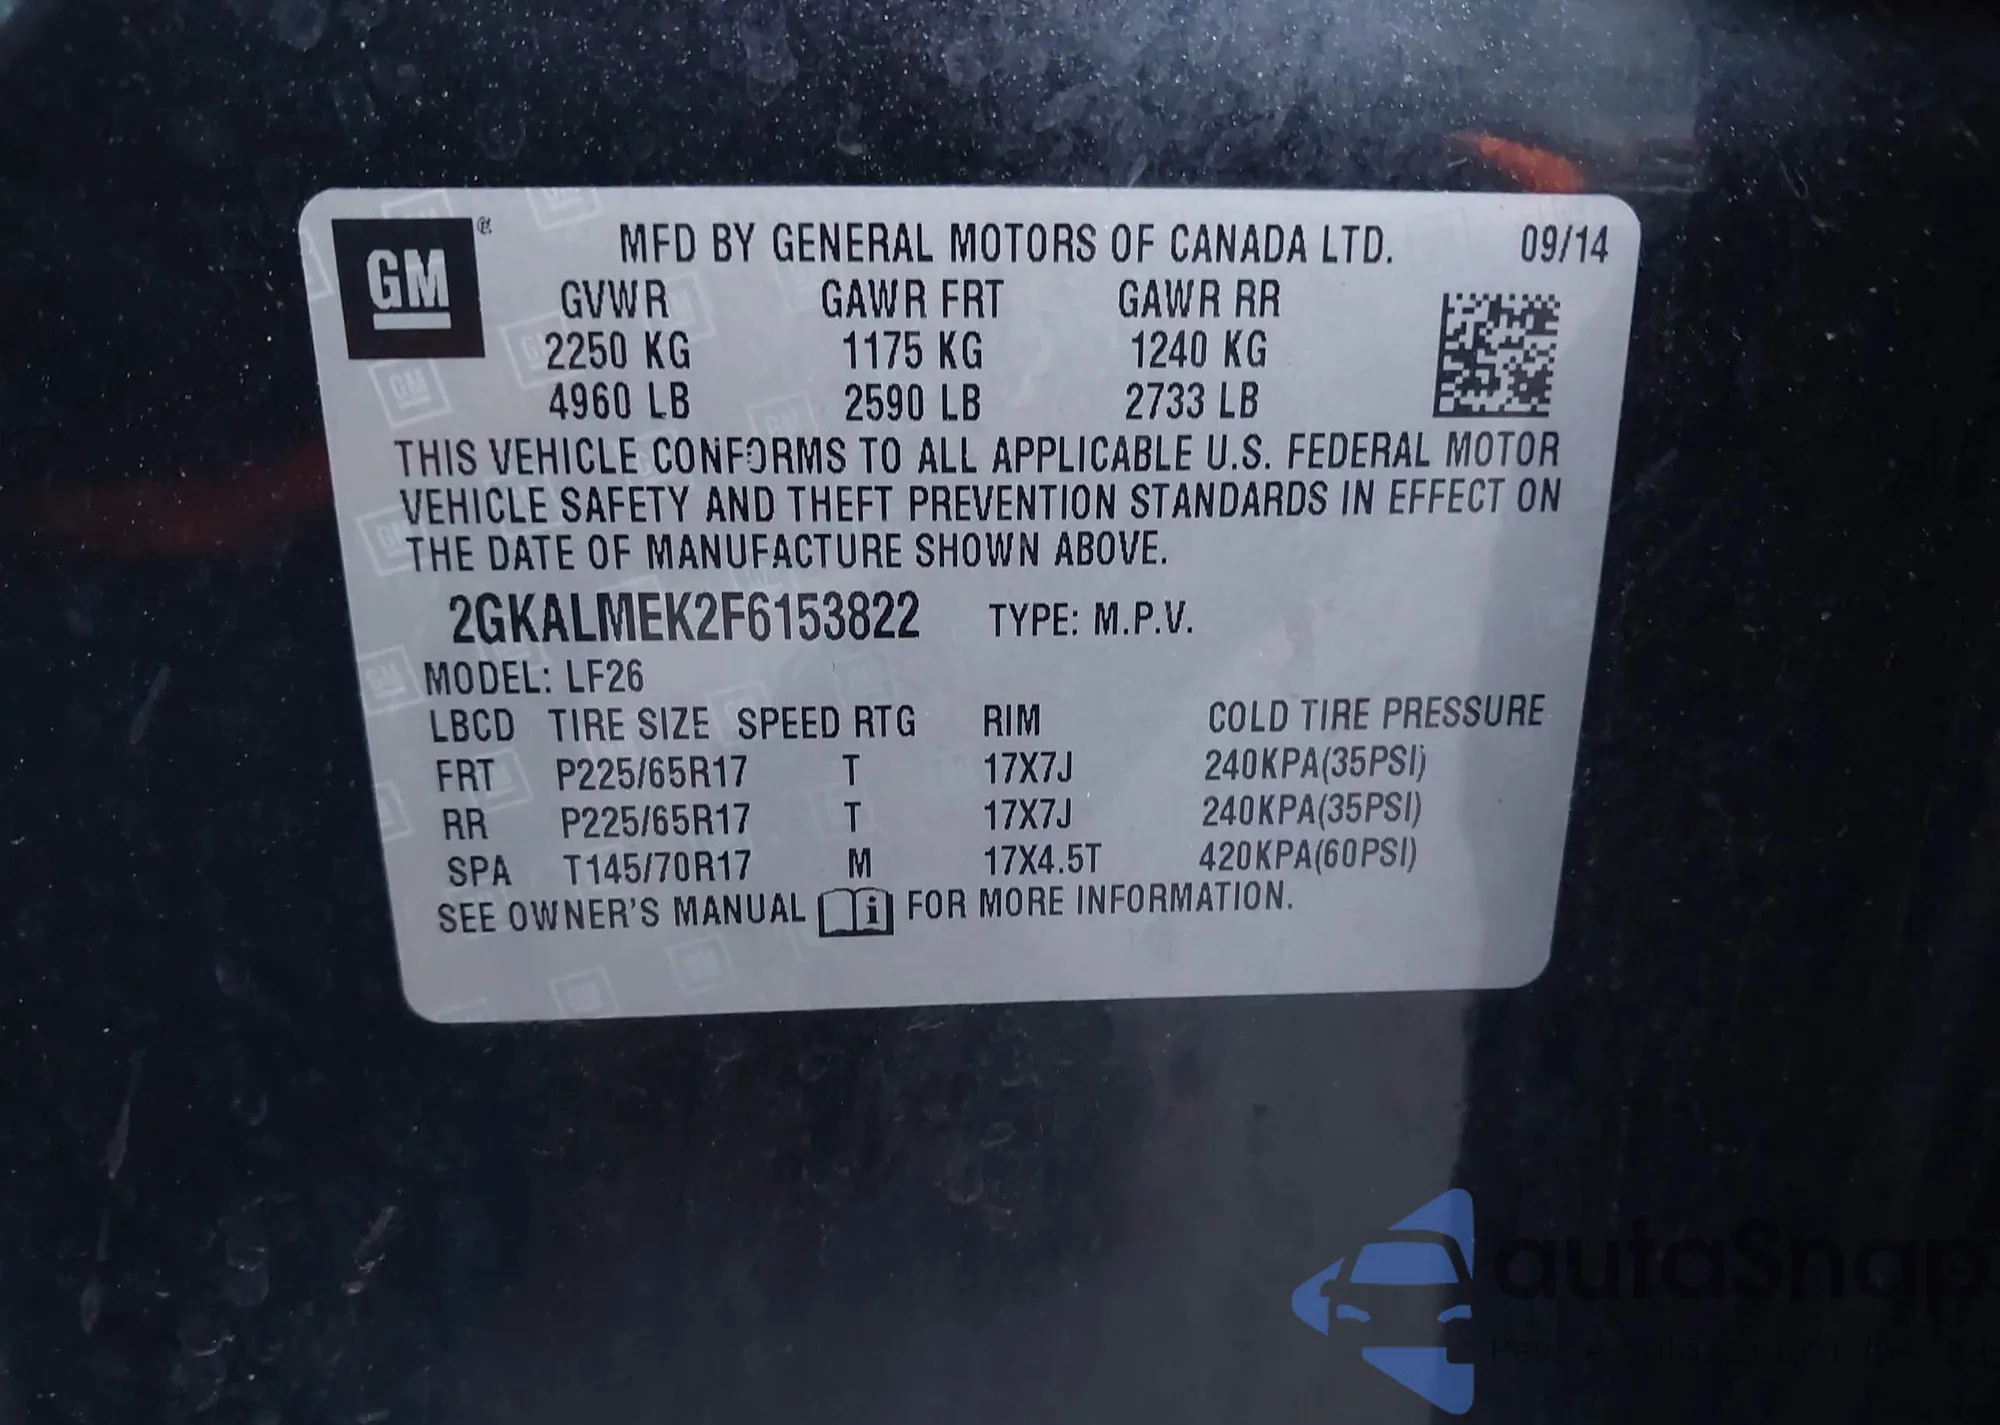 GM ®
MFD BY GENERAL MOTORS OF CANADA LTD. 09/14
GVWR GAWR FRT GAWR RR
2250 KG 1175 KG 1240 KG
4960 LB 2590 LB 2733 LB
THIS VEHICLE CONFORMS TO ALL APPLICABLE U.S. FEDERAL MOTOR
VEHICLE SAFETY AND THEFT PREVENTION STANDARDS IN EFFECT ON
THE DATE OF MANUFACTURE SHOWN ABOVE.
2GKALMEK2F6153822 TYPE: M.P.V.
MODEL: LF26
LBCD TIRE SIZE SPEED RTG RIM COLD TIRE PRESSURE
FRT P225/65R17 T 17X7J 240KPA(35PSI)
RR P225/65R17 T 17X7J 240KPA(35PSI)
SPA T145/70R17 M 17X4.5T 420KPA(60PSI)
SEE OWNER'S MANUAL i FOR MORE INFORMATION.
autaSnap